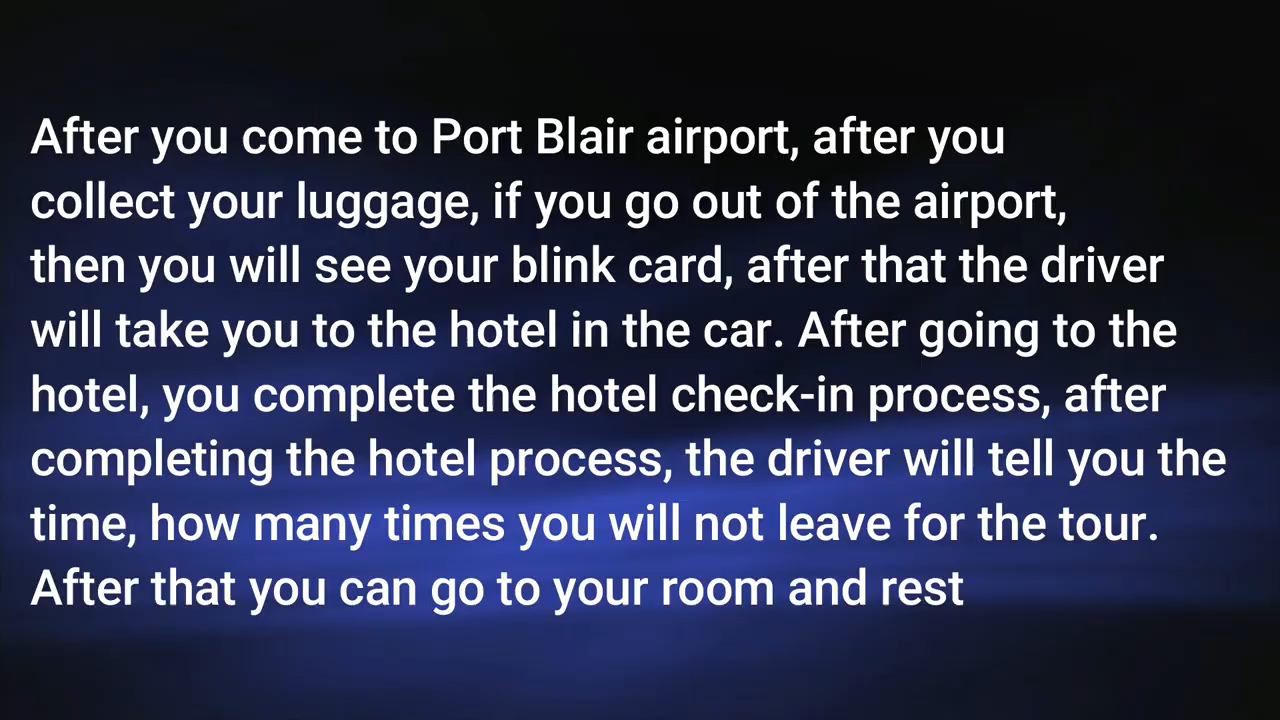 After you come to Port Blair airport, after you
collect your luggage, if you go out of the airport,
then you will see your blink card, after that the driver
will take you to the hotel in the car. After going to the
hotel, you complete the hotel check-in process, after
completing the hotel process, the driver will tell you the
time, how many times you will not leave for the tour.
After that you can go to your room and rest